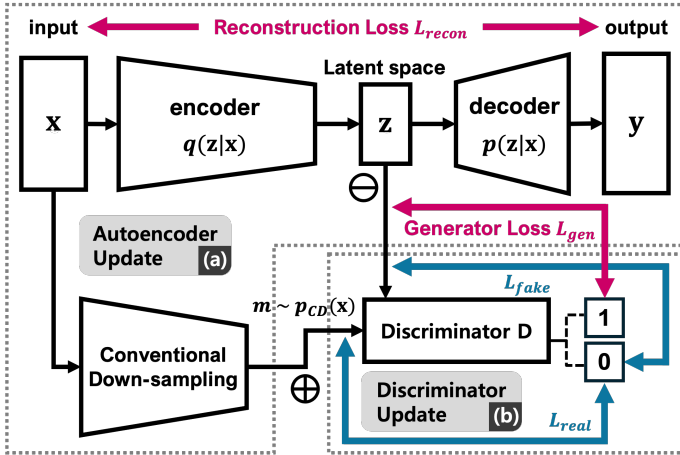 input
Reconstruction Loss L_recon
output
x
encoder
q(z|x)
Latent space
z
decoder
p(z|x)
y
⊖
Autoencoder
Update (a)
Generator Loss L_gen
L_fake
m ~ p_CD(x)
Discriminator D
1
0
Conventional
Down-sampling
⊕
Discriminator
Update (b)
L_real